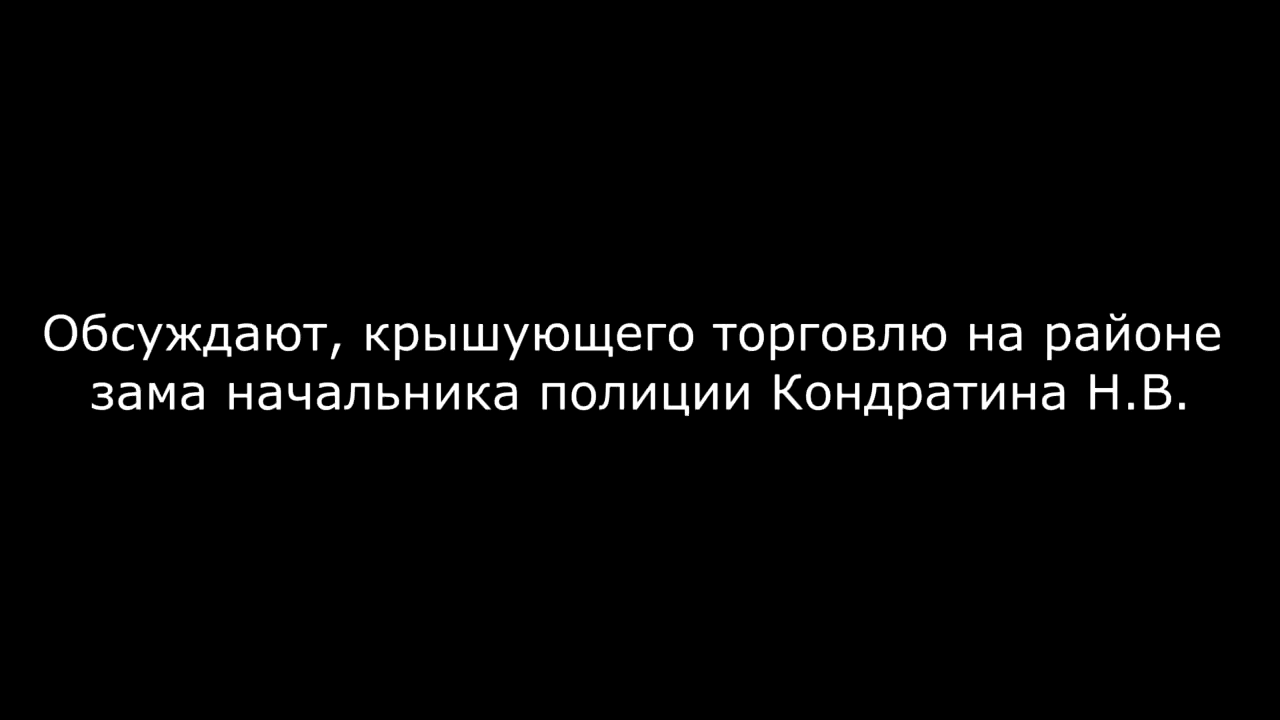 Обсуждают, крышующего торговлю на районе
зама начальника полиции Кондратина Н.В.